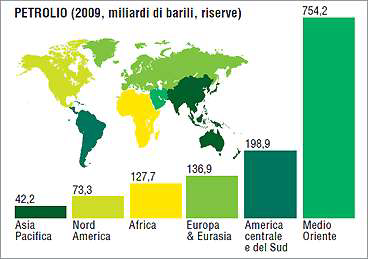 PETROLIO (2009, miliardi di barili, riserve)
754,2
198,9
136,9
127,7
73,3
42,2
Asia
Pacifica
Nord
America
Africa
Europa
& Eurasia
America
centrale
e del Sud
Medio
Oriente